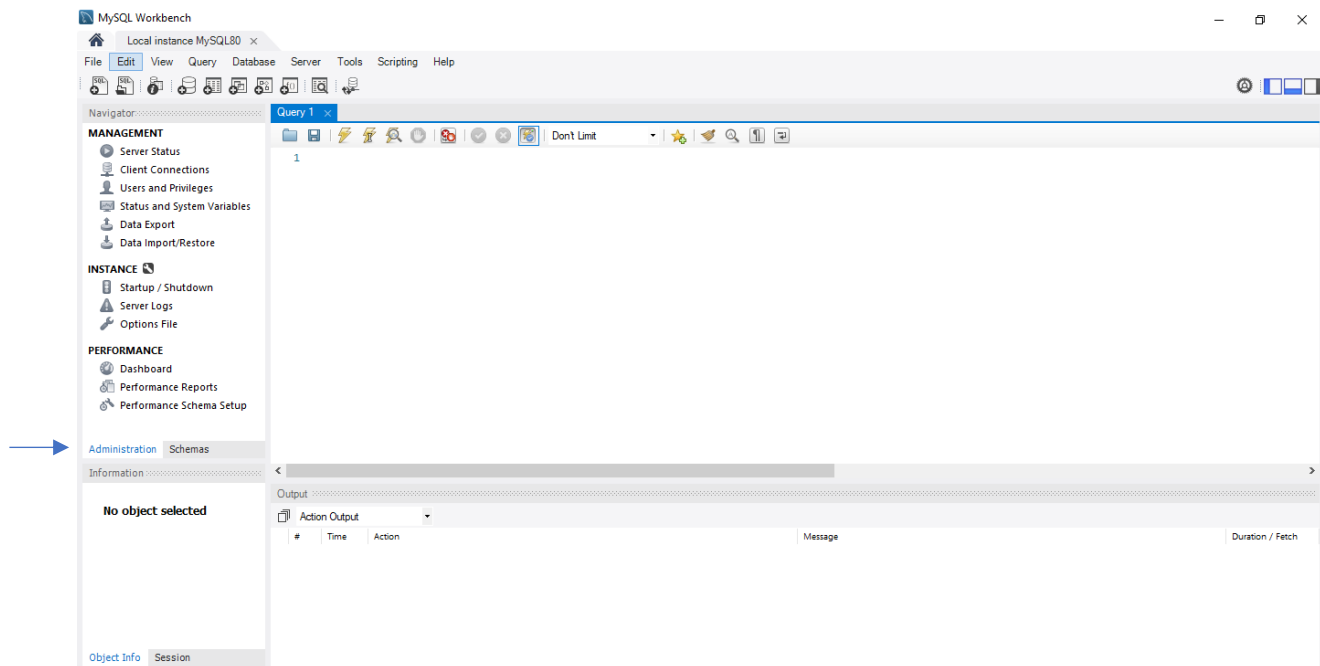 MySQL Workbench
Local instance MySQL80
File Edit View Query Database Server Tools Scripting Help
Navigator
MANAGEMENT
Server Status
Client Connections
Users and Privileges
Status and System Variables
Data Export
Data Import/Restore
INSTANCE
Startup / Shutdown
Server Logs
Options File
PERFORMANCE
Dashboard
Performance Reports
Performance Schema Setup
Administration Schemas
Information
No object selected
Object Info Session
Query 1
Don't Limit
1
Output
Action Output
# Time Action Message Duration / Fetch